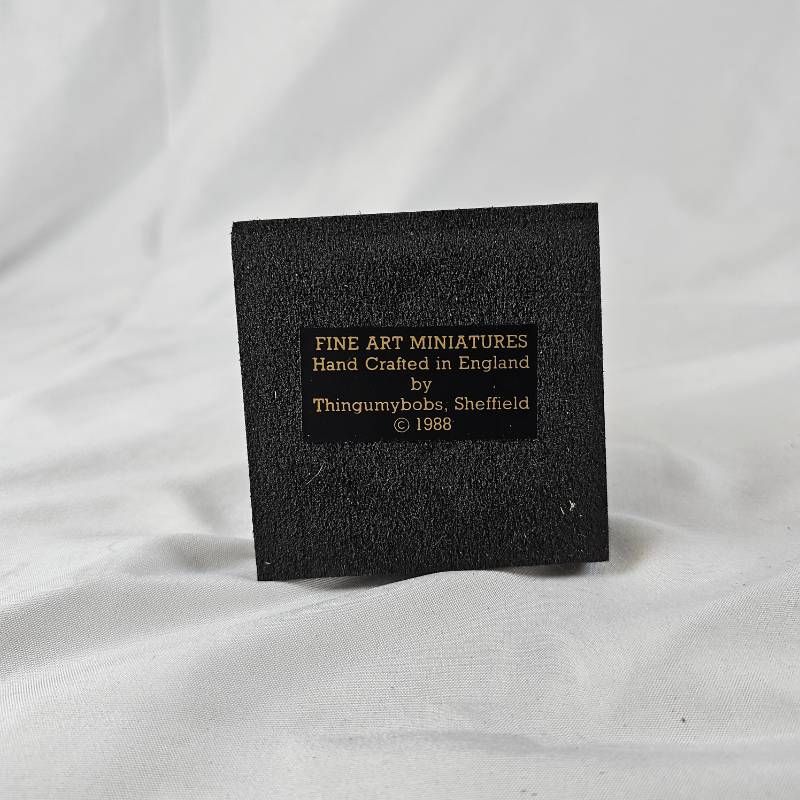 FINE ART MINIATURES
Hand Crafted in England
by
Thingumybobs, Sheffield
© 1988